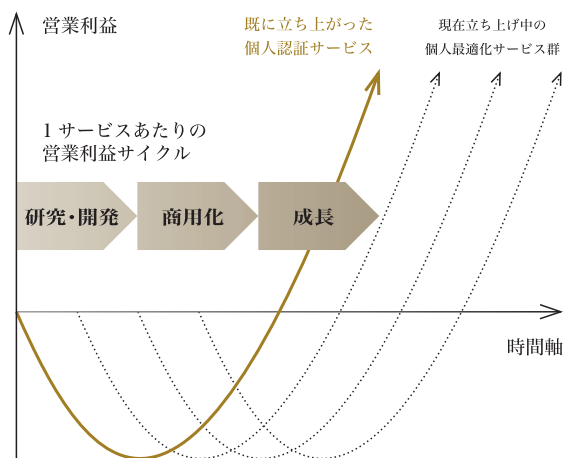 営業利益
既に立ち上がった
個人認証サービス
現在立ち上げ中の
個人最適化サービス群
1 サービスあたりの
営業利益サイクル
研究・開発
商用化
成長
時間軸